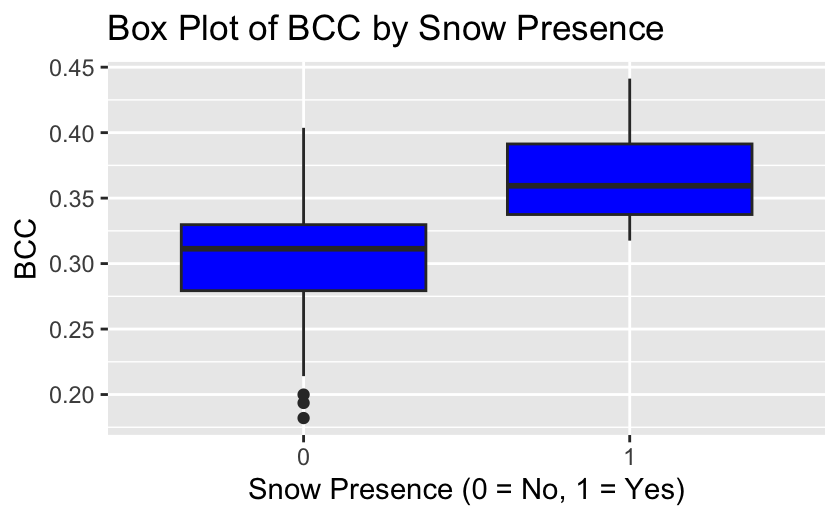 Box Plot of BCC by Snow Presence
0.45
0.40
0.35
0.30
0.25
0.20
BCC
0 1
Snow Presence (0 = No, 1 = Yes)